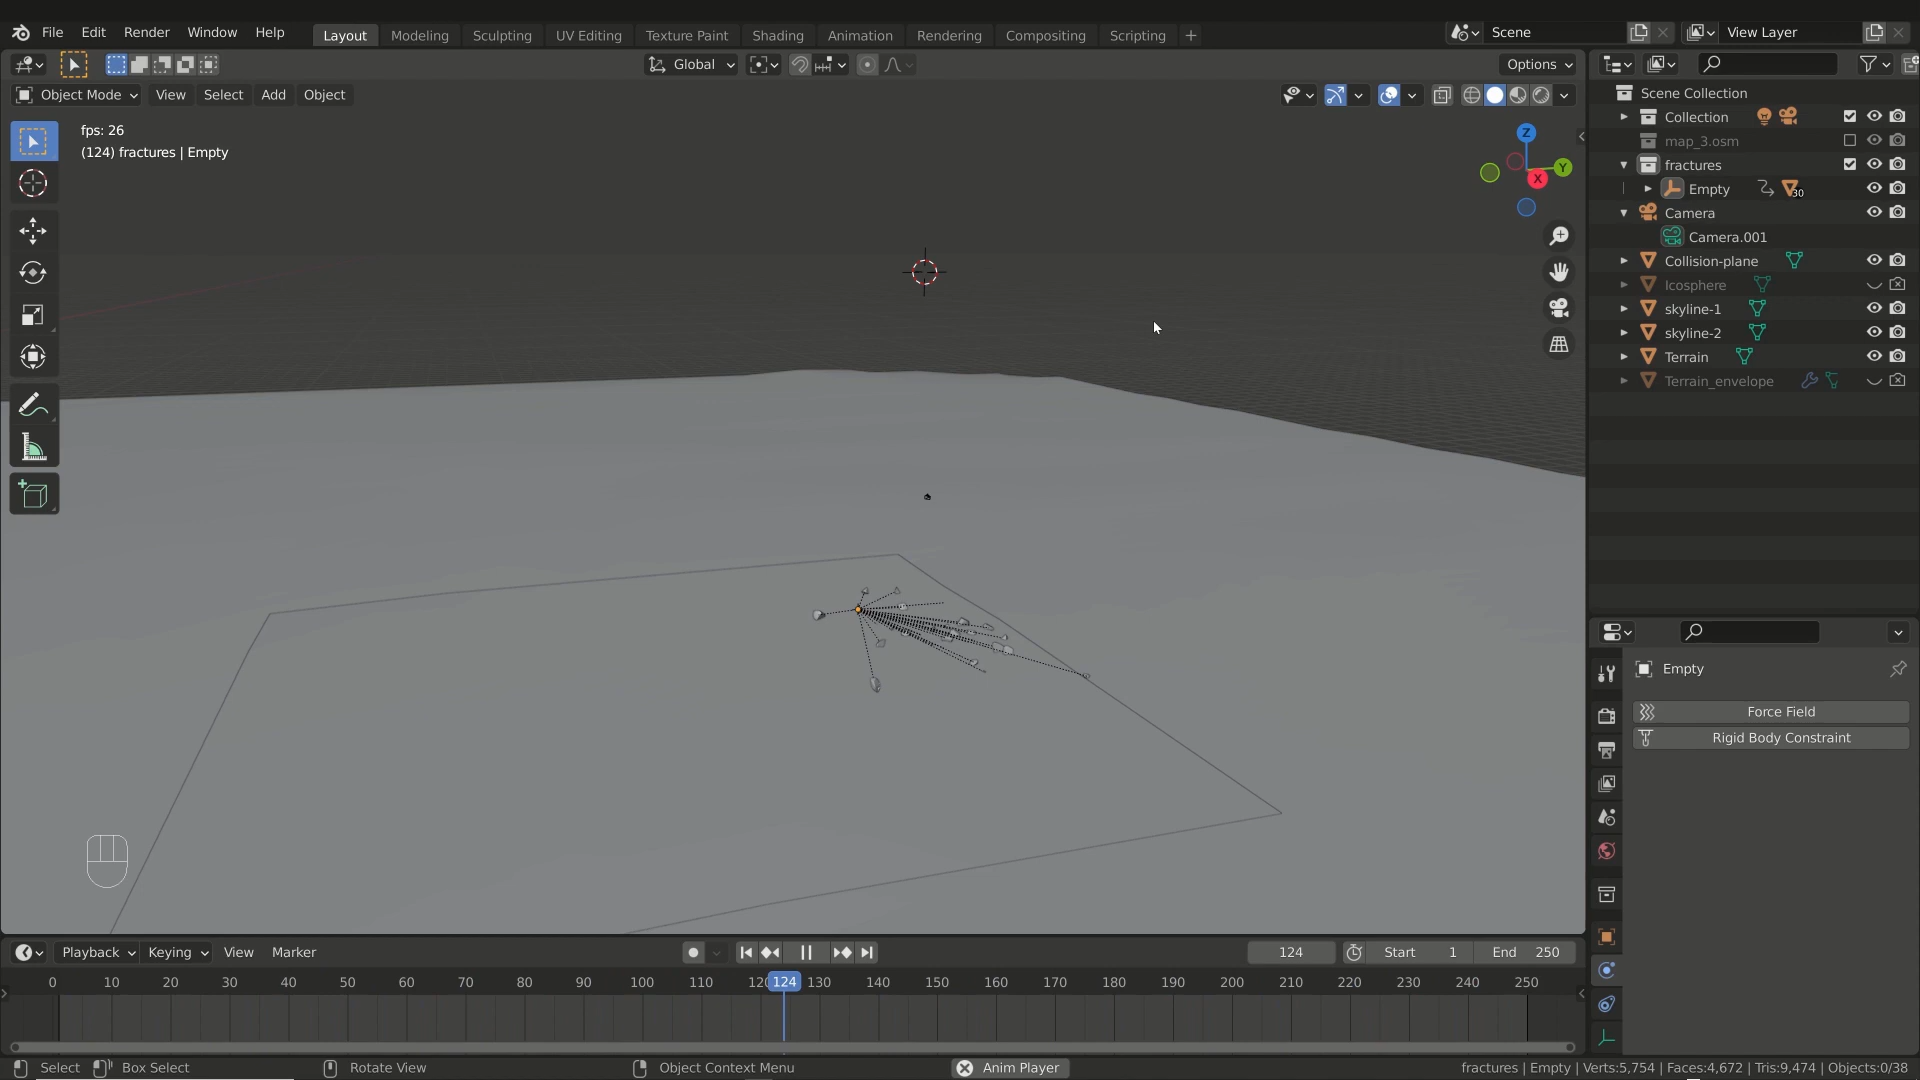 File Edit Render Window Help Layout Modeling Sculpting UV Editing Texture Paint Shading Animation Rendering Compositing Scripting + Scene View Layer
Global Options
Object Mode View Select Add Object
Scene Collection
fps: 26
(124) fractures | Empty
Z
Y
X
Collection
map_3.osm
fractures
Empty 30
Camera
Camera.001
Collision-plane
Icosphere
skyline-1
skyline-2
Terrain
Terrain_envelope
Empty
Force Field
Rigid Body Constraint
Playback Keying View Marker 124 Start 1 End 250
0 10 20 30 40 50 60 70 80 90 100 110 124 130 140 150 160 170 180 190 200 210 220 230 240 250
Select Box Select Rotate View Object Context Menu Anim Player fractures | Empty | Verts:5,754 | Faces:4,672 | Tris:9,474 | Objects:0/38